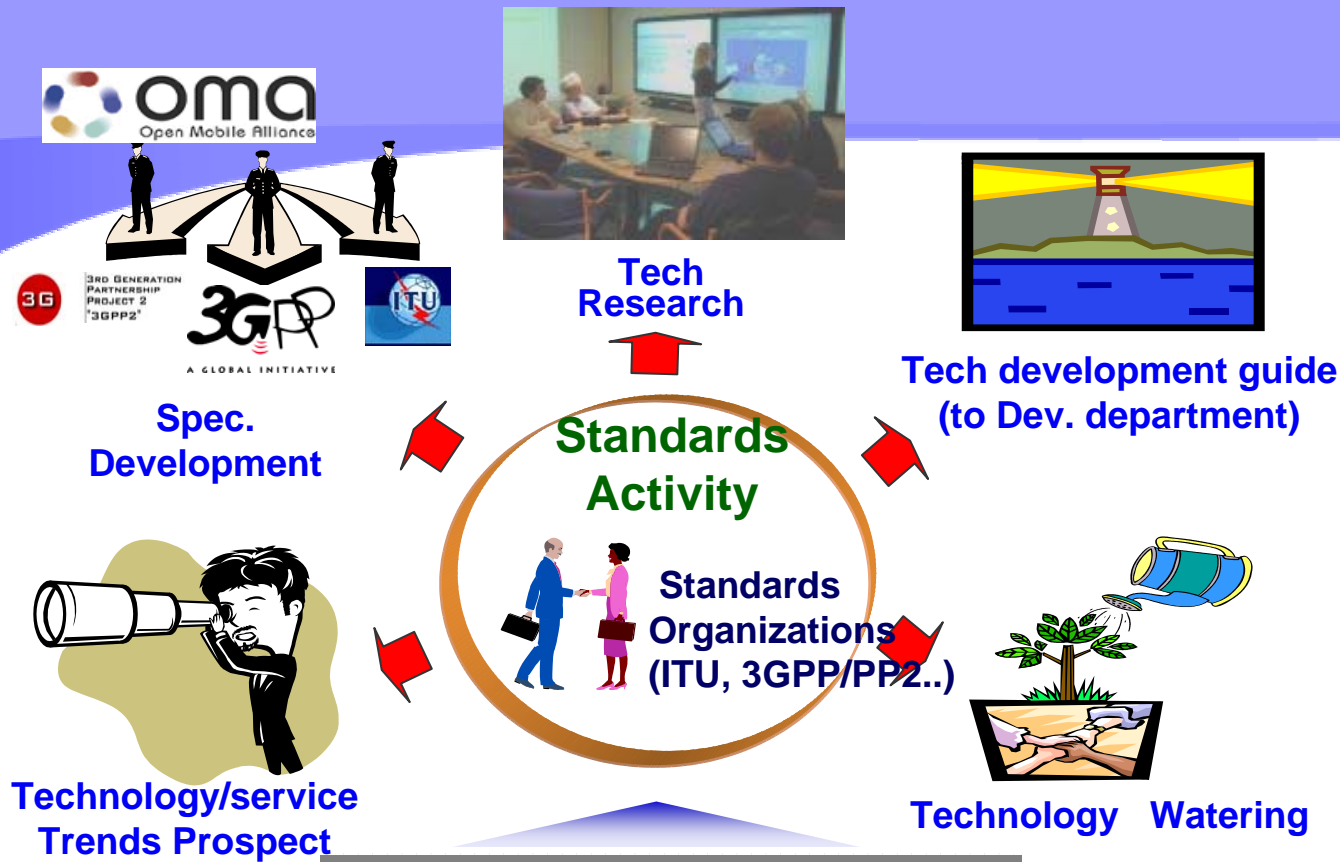 oma
Open Mobile Alliance
3G
3RD GENERATION
PARTNERSHIP
PROJECT 2
"3GPP2"
3GPP
A GLOBAL INITIATIVE
ITU
Spec.
Development
Tech
Research
Tech development guide
(to Dev. department)
Standards
Activity
Standards
Organizations
(ITU, 3GPP/PP2..)
Technology/service
Trends Prospect
Technology Watering